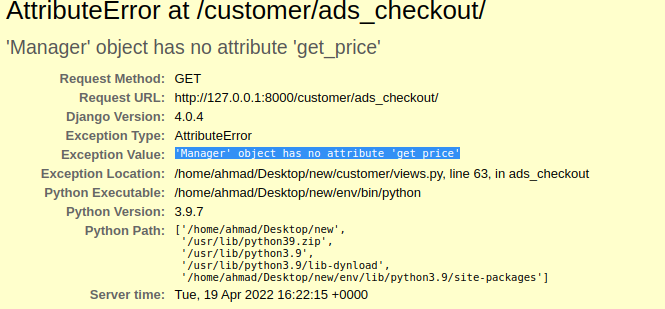 AttributeError at /customer/ads_checkout/
'Manager' object has no attribute 'get_price'
Request Method: GET
Request URL: http://127.0.0.1:8000/customer/ads_checkout/
Django Version: 4.0.4
Exception Type: AttributeError
Exception Value: 'Manager' object has no attribute 'get_price'
Exception Location: /home/ahmad/Desktop/new/customer/views.py, line 63, in ads_checkout
Python Executable: /home/ahmad/Desktop/new/env/bin/python
Python Version: 3.9.7
Python Path: ['/home/ahmad/Desktop/new',
'/usr/lib/python39.zip',
'/usr/lib/python3.9',
'/usr/lib/python3.9/lib-dynload',
'/home/ahmad/Desktop/new/env/lib/python3.9/site-packages']
Server time: Tue, 19 Apr 2022 16:22:15 +0000